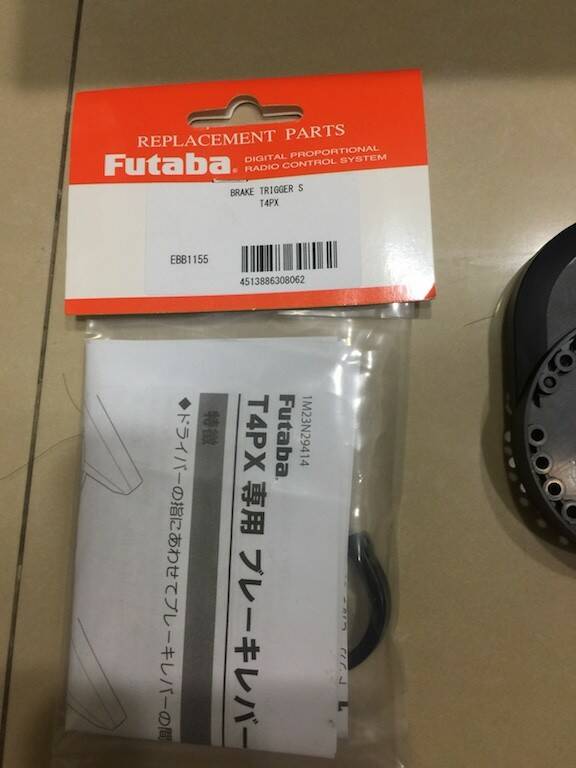 REPLACEMENT PARTS
Futaba® DIGITAL PROPORTIONAL
RADIO CONTROL SYSTEM
BRAKE TRIGGER S
T4PX
EBB1155
4513886308062
1M23N29414
Futaba®
T4PX 専用 ブレーキレバー
特徴
◆ドライバーの指にあわせてブレーキレバーの間